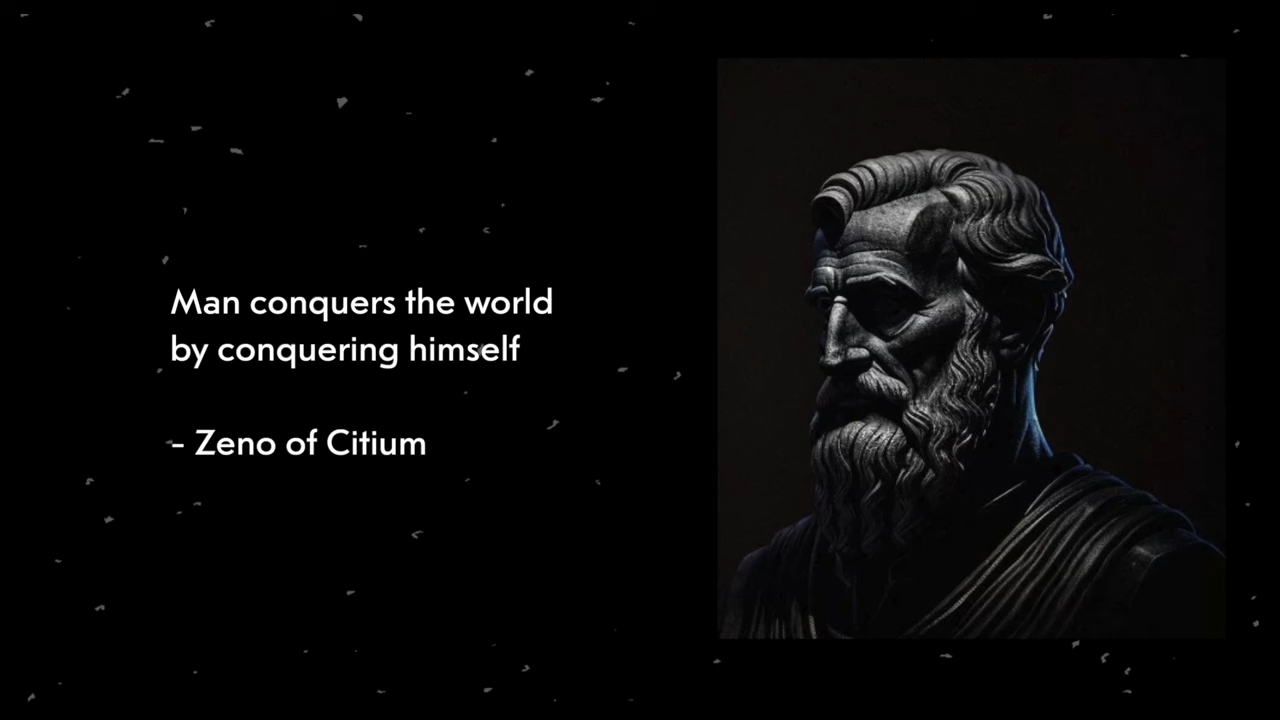 Man conquers the world
by conquering himself
- Zeno of Citium